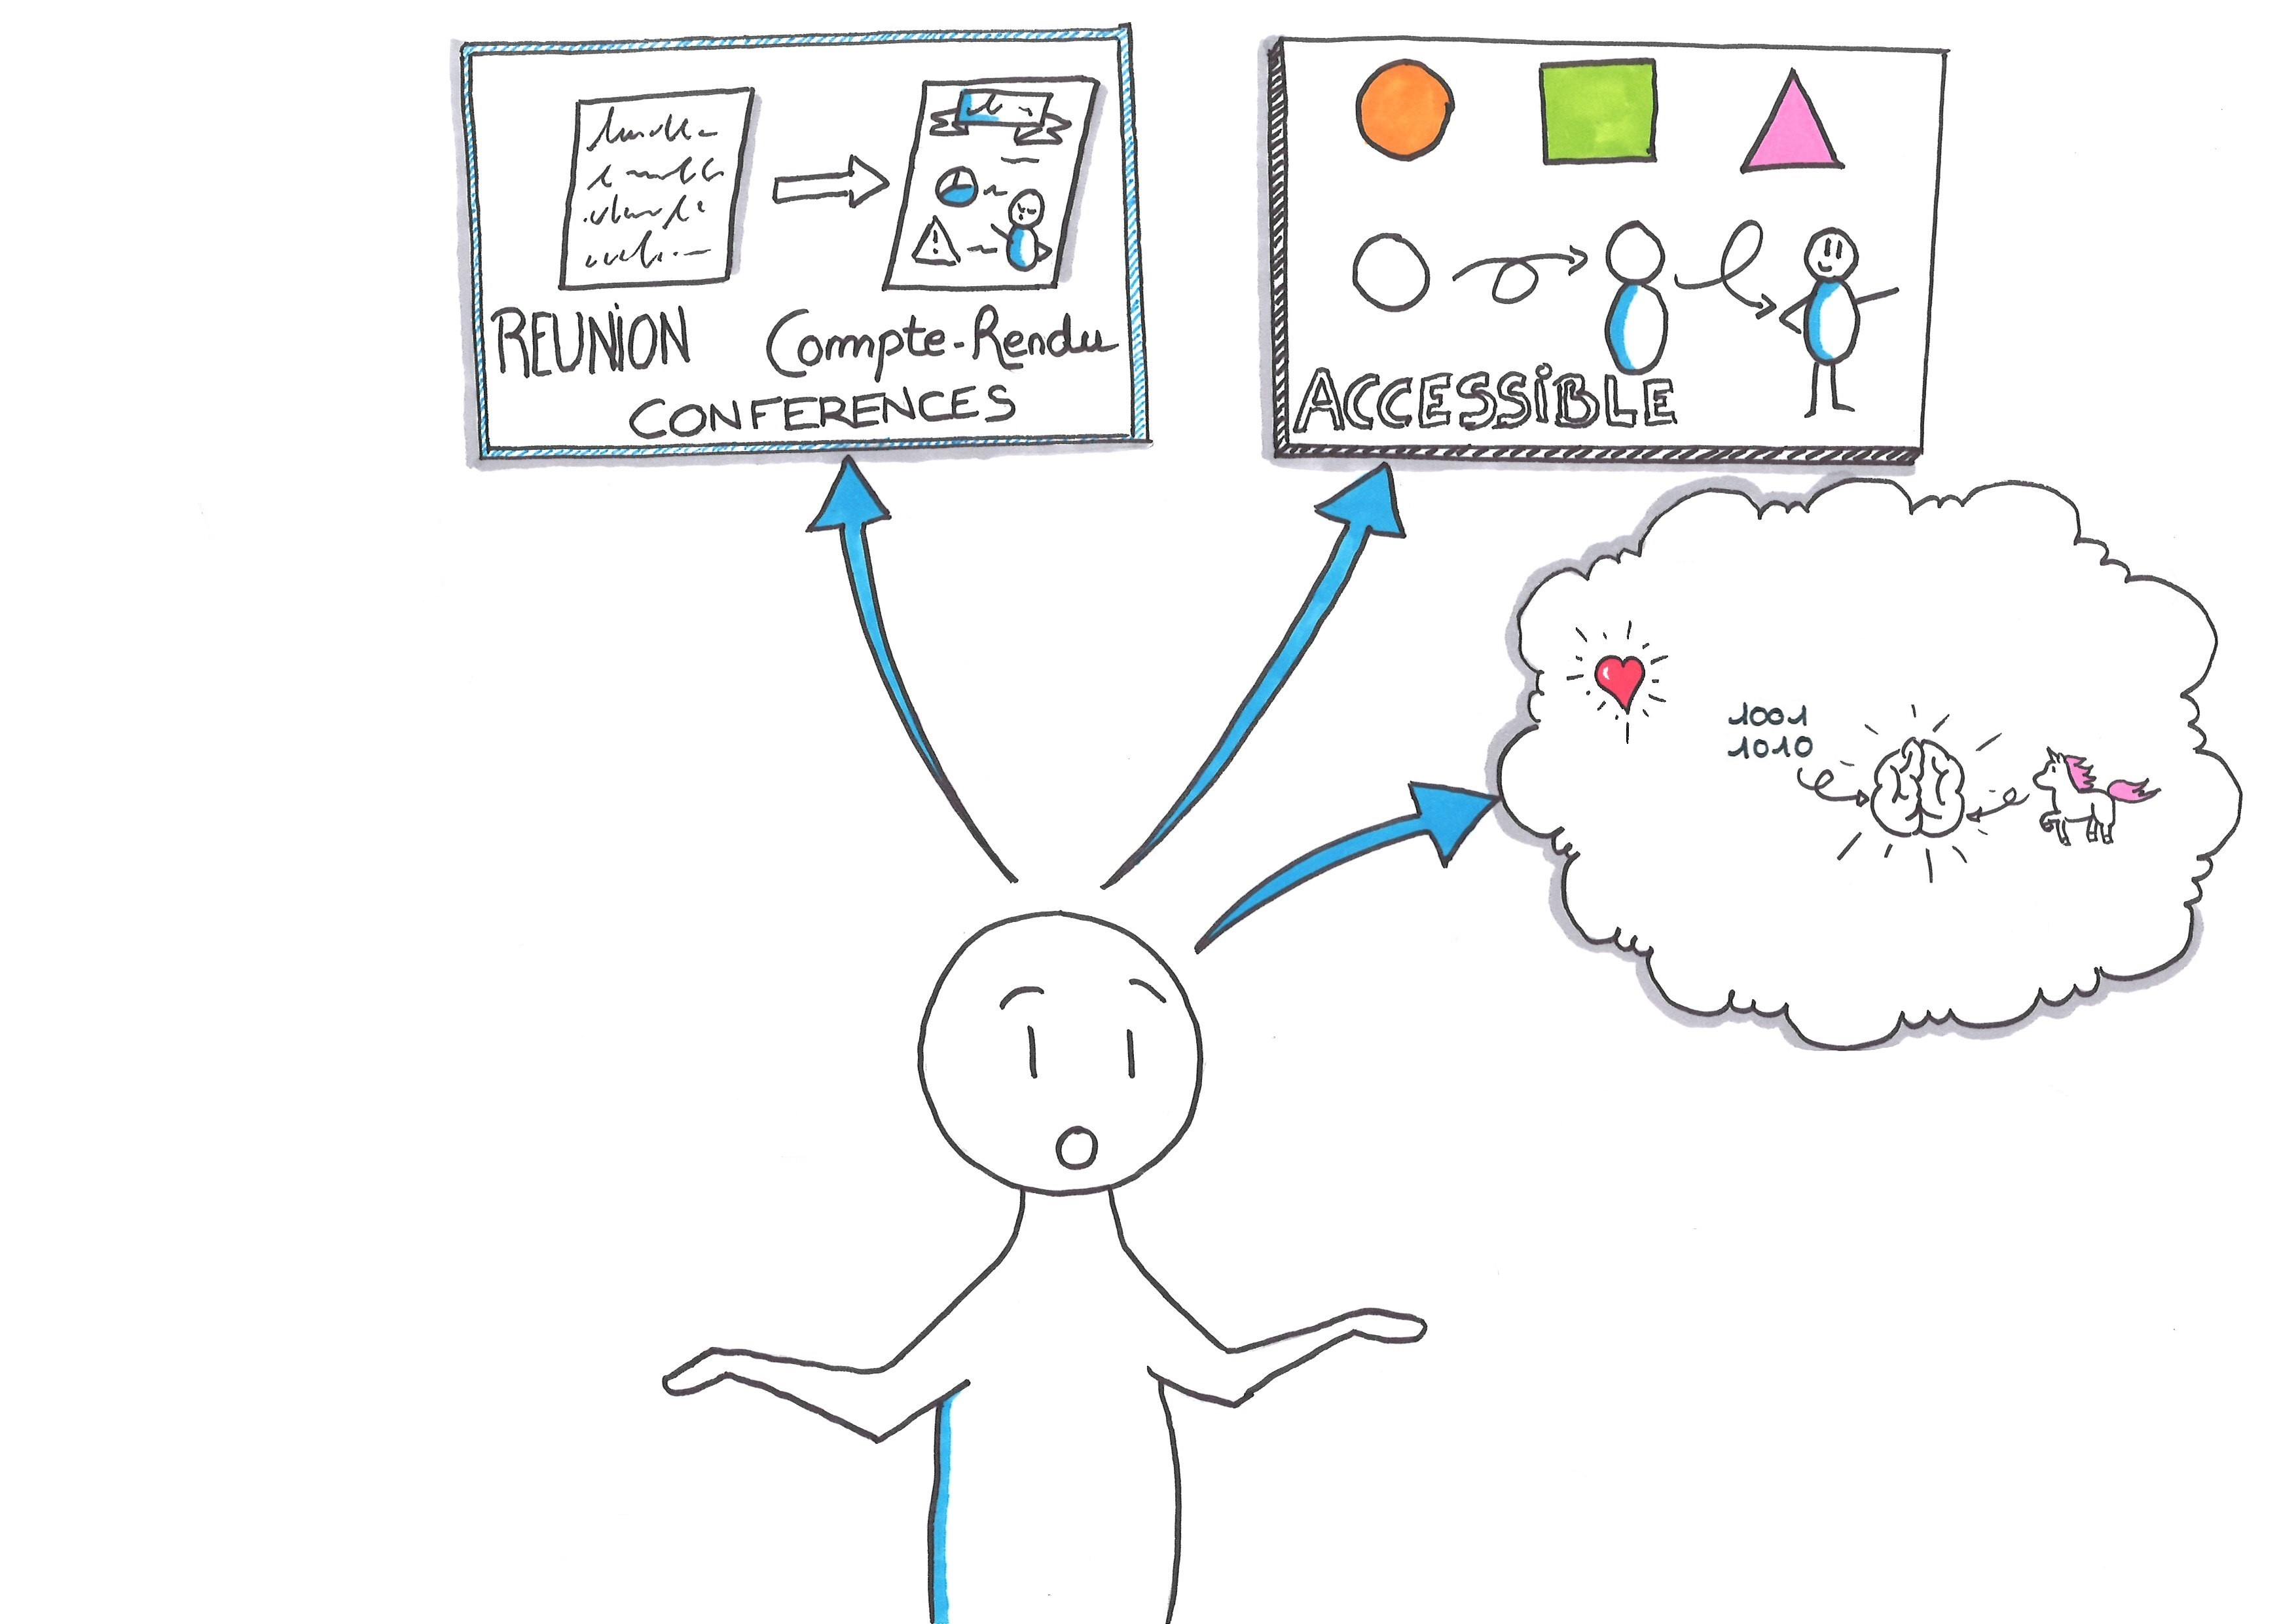 REUNiON
Compte-Rendu
CONFERENCES
ACCESSiBLE
1001
1010